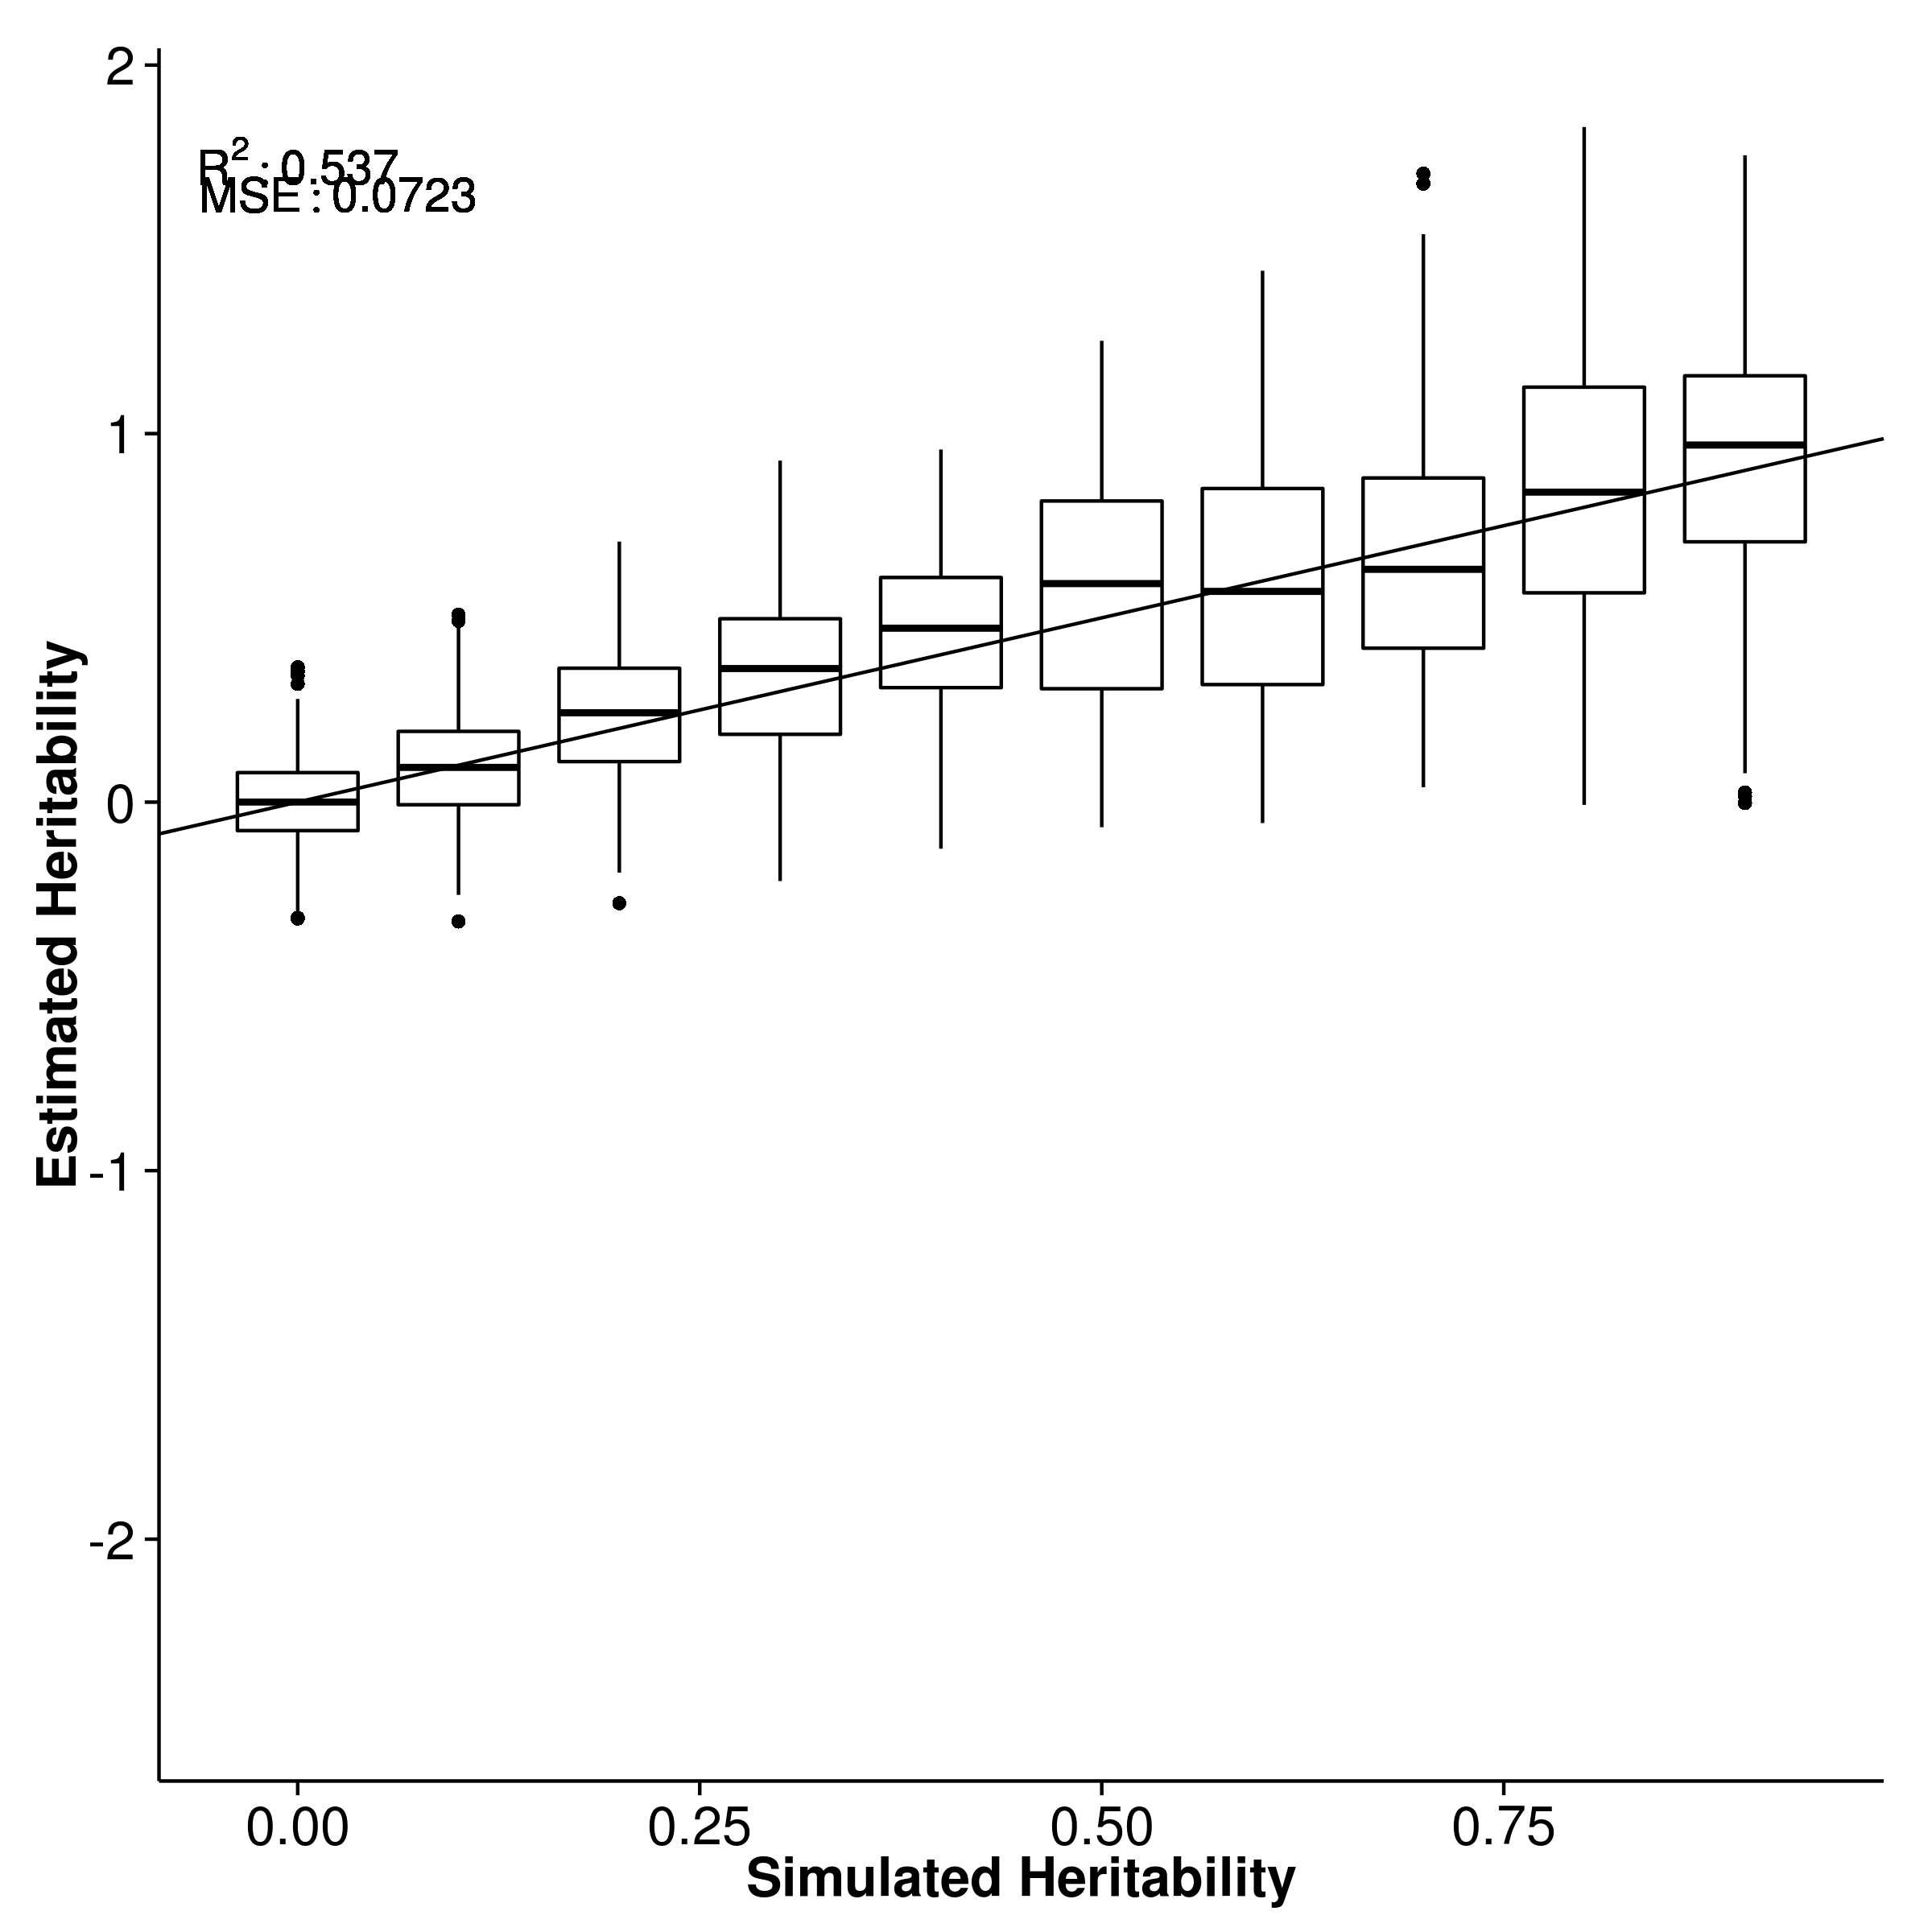 2
R²: 0.537
MSE: 0.0723
1
0
-1
-2
Estimated Heritability
0.00 0.25 0.50 0.75
Simulated Heritability